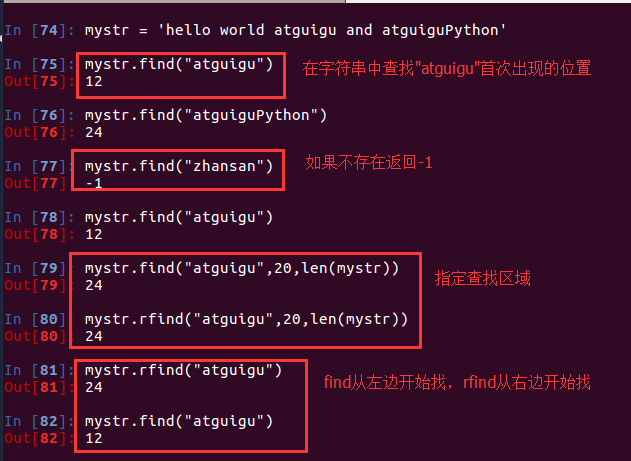 In [74]: mystr = 'hello world atguigu and atguiguPython'
In [75]: mystr.find("atguigu") 在字符串中查找"atguigu"首次出现的位置
Out[75]: 12
In [76]: mystr.find("atguiguPython")
Out[76]: 24
In [77]: mystr.find("zhansan") 如果不存在返回-1
Out[77]: -1
In [78]: mystr.find("atguigu")
Out[78]: 12
In [79]: mystr.find("atguigu",20,len(mystr)) 指定查找区域
Out[79]: 24
In [80]: mystr.rfind("atguigu",20,len(mystr))
Out[80]: 24
In [81]: mystr.rfind("atguigu") find从左边开始找，rfind从右边开始找
Out[81]: 24
In [82]: mystr.find("atguigu")
Out[82]: 12